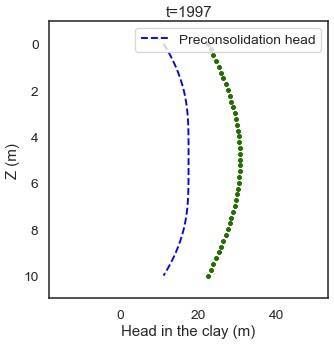 t=1997
Preconsolidation head
0
2
4
6
8
10
Z (m)
0 20 40
Head in the clay (m)